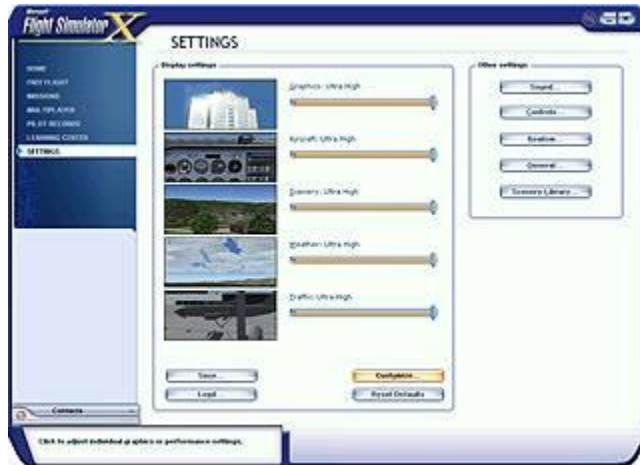 Microsoft
Flight Simulator X
SETTINGS
HOME
FREE FLIGHT
MISSIONS
MULTIPLAYER
PILOT RECORDS
LEARNING CENTER
SETTINGS
Display settings
Graphics: Ultra High
Aircraft: Ultra High
Scenery: Ultra High
Weather: Ultra High
Traffic: Ultra High
Save...
Load...
Customize...
Reset Defaults
Other settings
Sound...
Controls...
Realism...
General...
Scenery Library...
Contacts
Click to adjust individual graphics or performance settings.